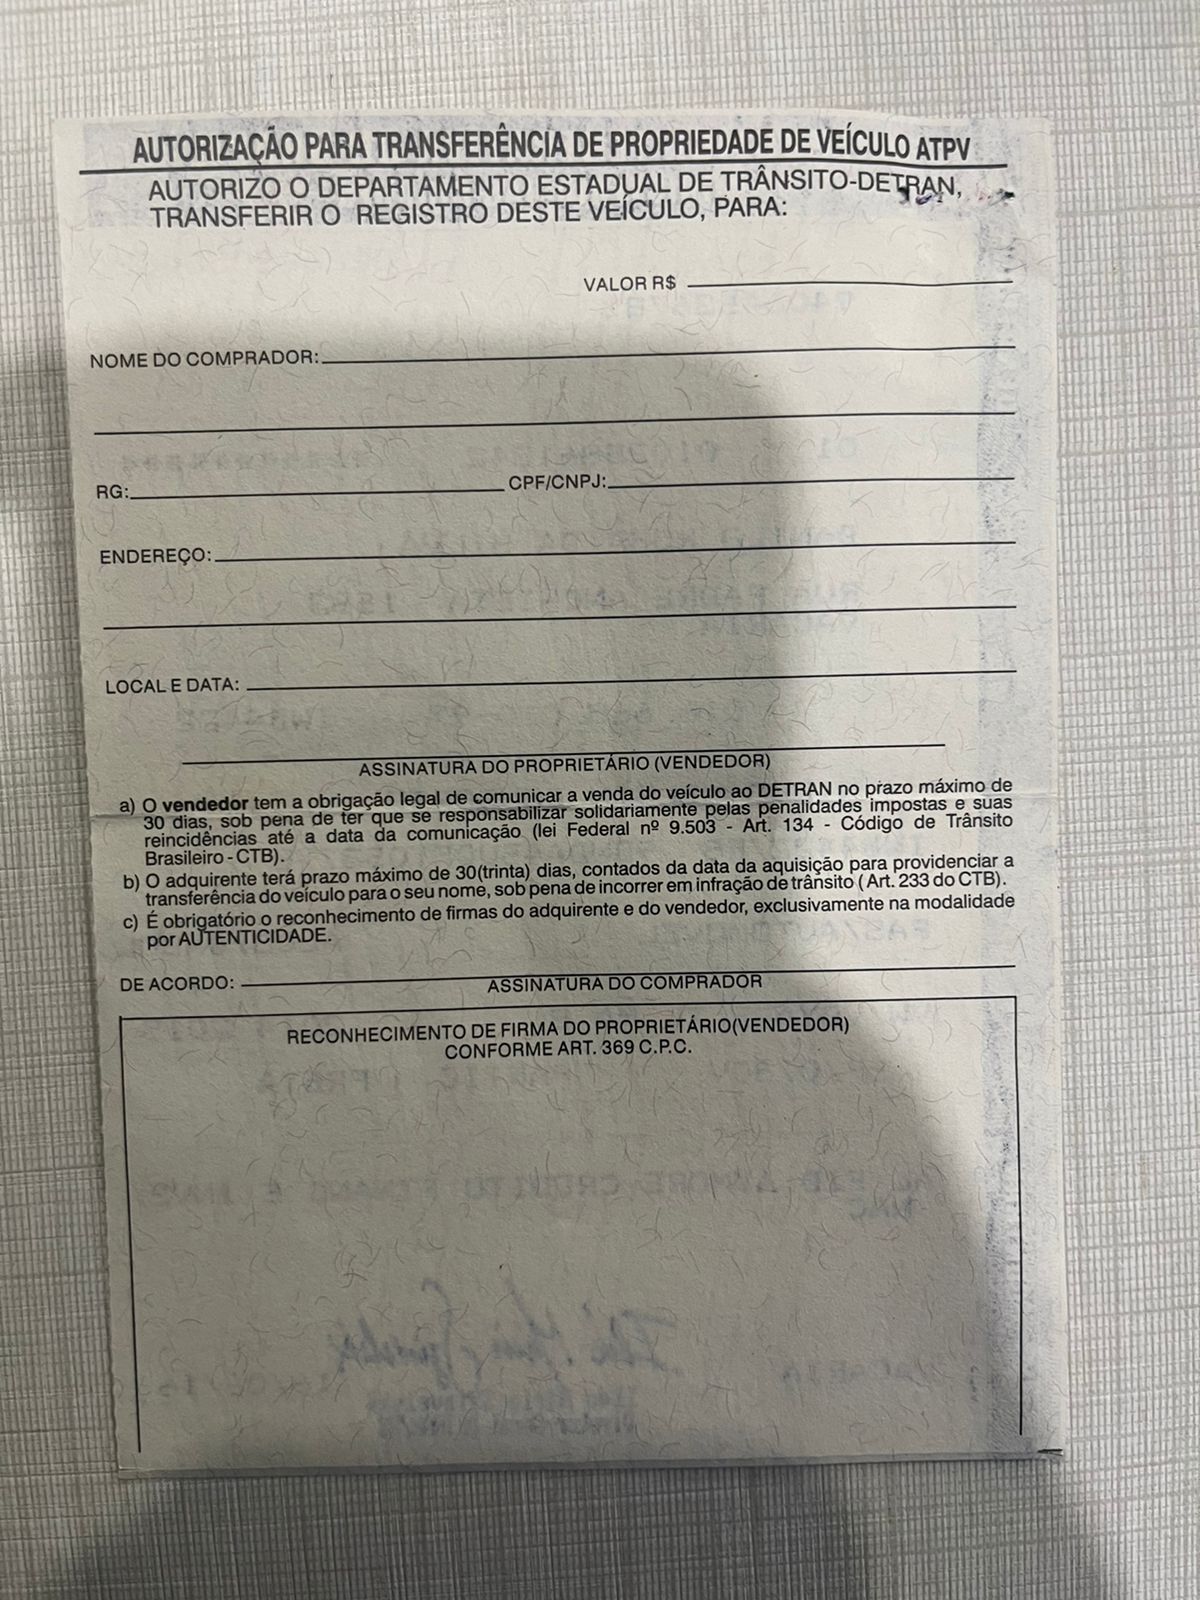 AUTORIZAÇÃO PARA TRANSFERÊNCIA DE PROPRIEDADE DE VEÍCULO ATPV
AUTORIZO O DEPARTAMENTO ESTADUAL DE TRÂNSITO-DETRAN,
TRANSFERIR O REGISTRO DESTE VEÍCULO, PARA:
VALOR R$
NOME DO COMPRADOR:
RG: CPF/CNPJ:
ENDEREÇO:
LOCAL E DATA:
ASSINATURA DO PROPRIETÁRIO (VENDEDOR)
a) O vendedor tem a obrigação legal de comunicar a venda do veículo ao DETRAN no prazo máximo de
30 dias, sob pena de ter que se responsabilizar solidariamente pelas penalidades impostas e suas
reincidências até a data da comunicação (lei Federal nº 9.503 - Art. 134 - Código de Trânsito
Brasileiro - CTB).
b) O adquirente terá prazo máximo de 30(trinta) dias, contados da data da aquisição para providenciar a
transferência do veículo para o seu nome, sob pena de incorrer em infração de trânsito ( Art. 233 do CTB).
c) É obrigatório o reconhecimento de firmas do adquirente e do vendedor, exclusivamente na modalidade
por AUTENTICIDADE.
DE ACORDO:
ASSINATURA DO COMPRADOR
RECONHECIMENTO DE FIRMA DO PROPRIETÁRIO(VENDEDOR)
CONFORME ART. 369 C.P.C.